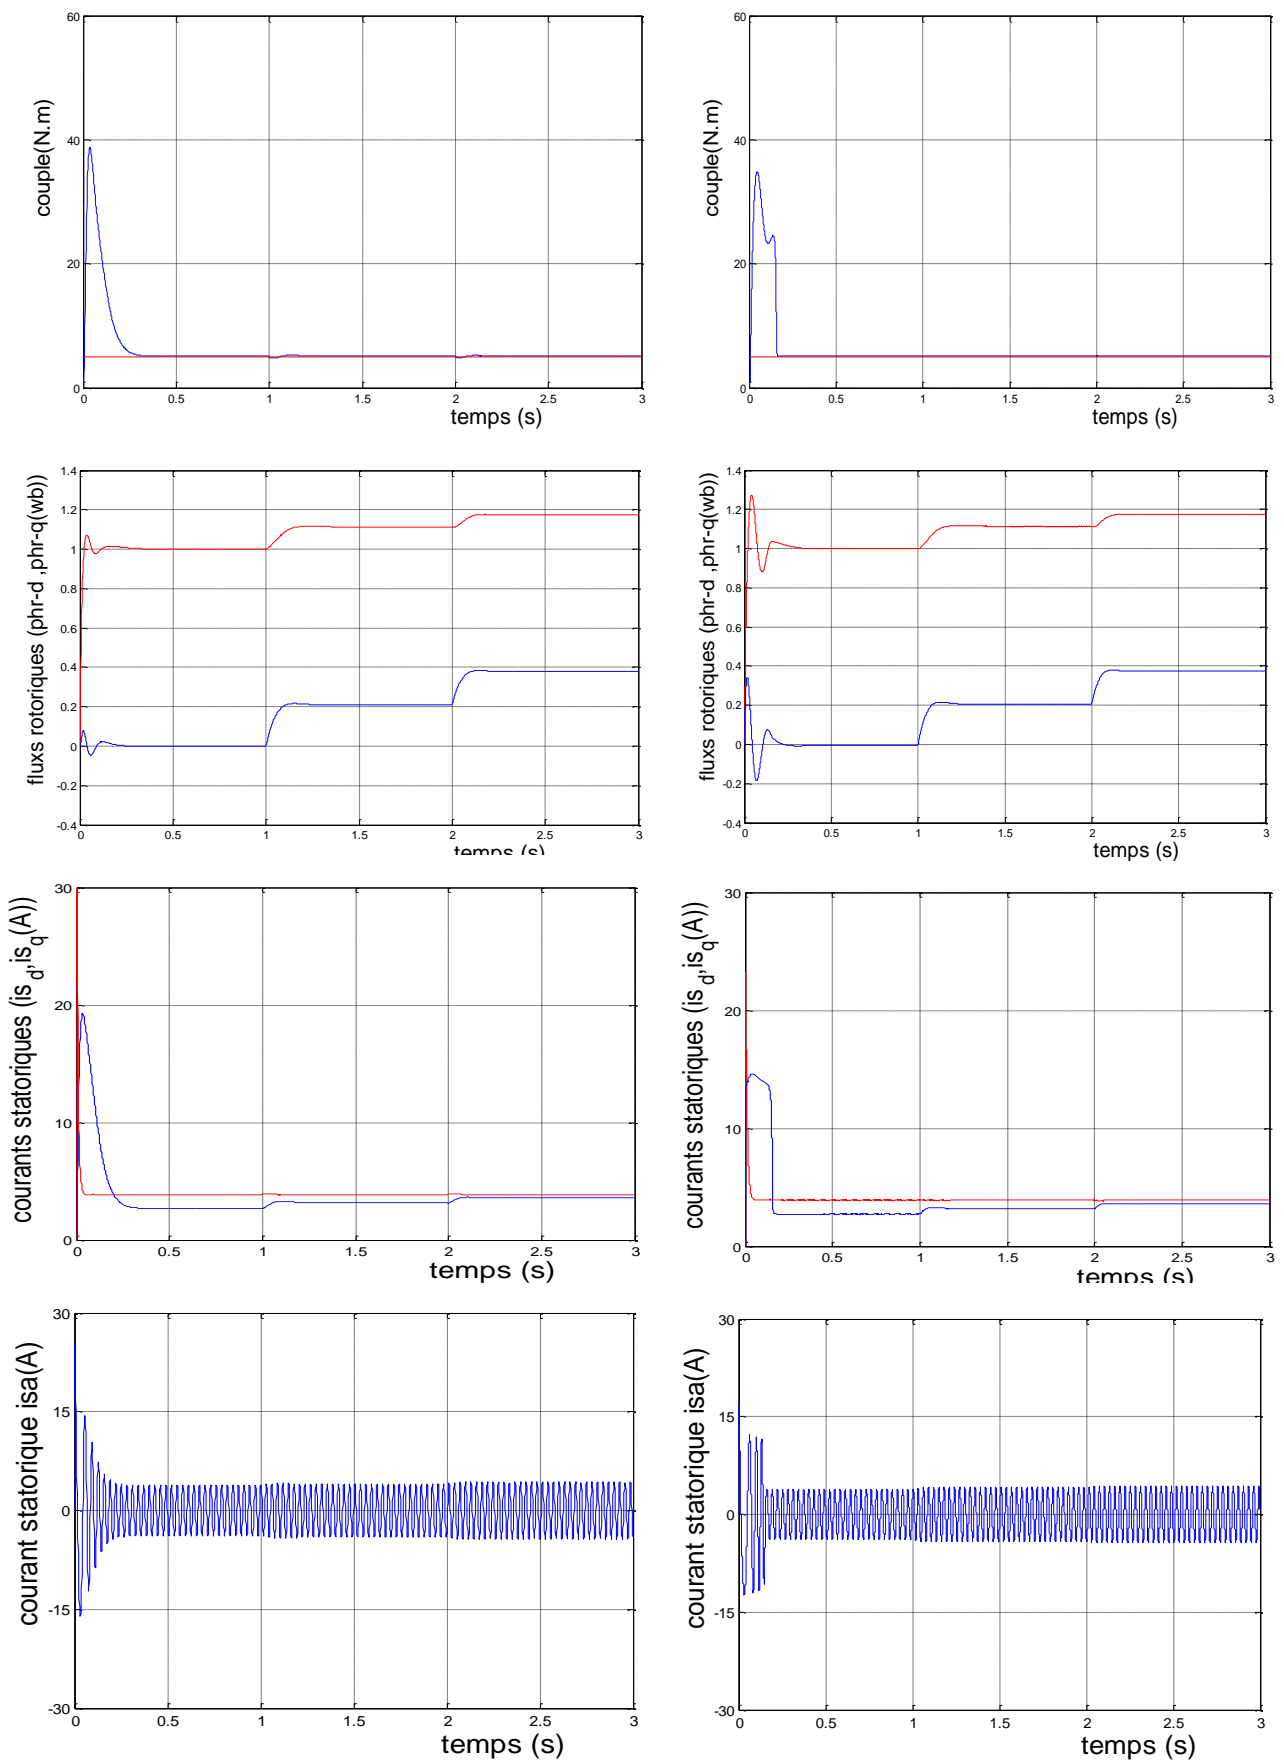 couple(N.m)
60
40
20
0
0 0.5 1 1.5 2 2.5 3
temps (s)
couple(N.m)
60
40
20
0
0 0.5 1 1.5 2 2.5 3
temps (s)
fluxs rotoriques (phr-d ,phr-q(wb))
1.4
1.2
1
0.8
0.6
0.4
0.2
0
-0.2
-0.4
0 0.5 1 1.5 2 2.5 3
temps (s)
fluxs rotoriques (phr-d ,phr-q(wb))
1.4
1.2
1
0.8
0.6
0.4
0.2
0
-0.2
-0.4
0 0.5 1 1.5 2 2.5 3
temps (s)
courants statoriques (is_d,is_q(A))
30
20
10
0
0 0.5 1 1.5 2 2.5 3
temps (s)
courants statoriques (is_d,is_q(A))
30
20
10
0
0 0.5 1 1.5 2 2.5 3
temps (s)
courant statorique isa(A)
30
15
0
-15
-30
0 0.5 1 1.5 2 2.5 3
temps (s)
courant statorique isa(A)
30
15
0
-15
-30
0 0.5 1 1.5 2 2.5 3
temps (s)